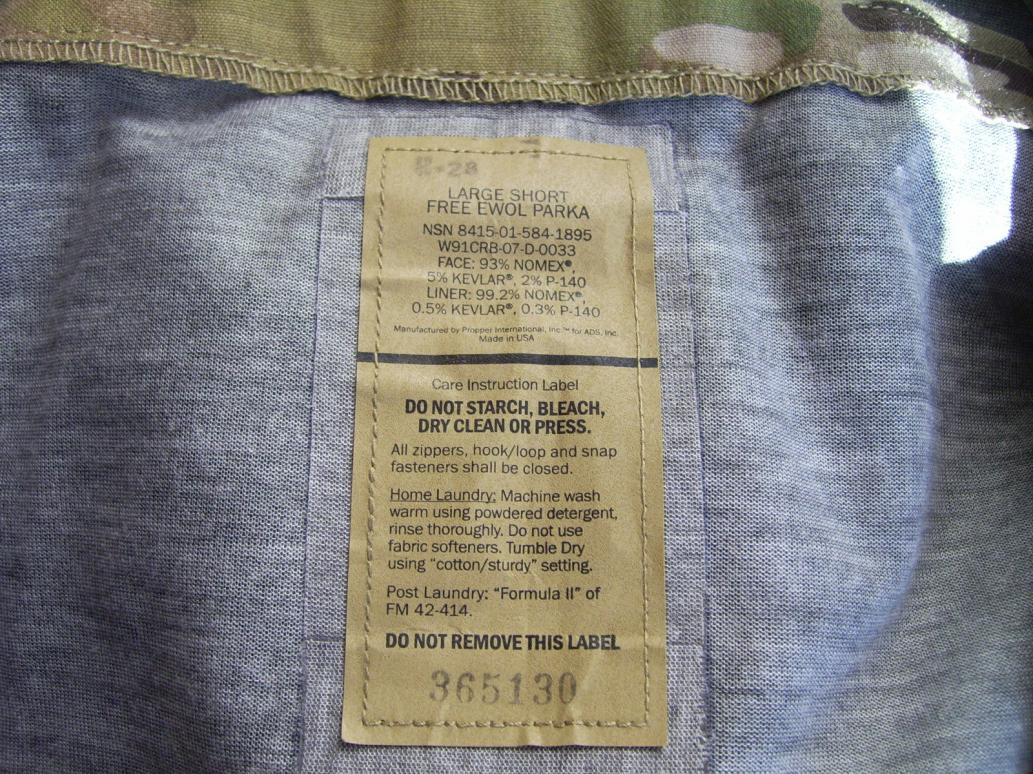 LARGE SHORT
FREE EWOL PARKA
NSN 8415-01-584-1895
W91CRB-07-D-0033
FACE: 93% NOMEX®,
5% KEVLAR®, 2% P-140
LINER: 99.2% NOMEX®,
0.5% KEVLAR®, 0.3% P-140
Manufactured by Propper International, Inc.™ for ADS, Inc.
Made in USA
Care Instruction Label
DO NOT STARCH, BLEACH,
DRY CLEAN OR PRESS.
All zippers, hook/loop and snap
fasteners shall be closed.
Home Laundry: Machine wash
warm using powdered detergent,
rinse thoroughly. Do not use
fabric softeners. Tumble Dry
using "cotton/sturdy" setting.
Post Laundry: "Formula II" of
FM 42-414.
DO NOT REMOVE THIS LABEL
365130